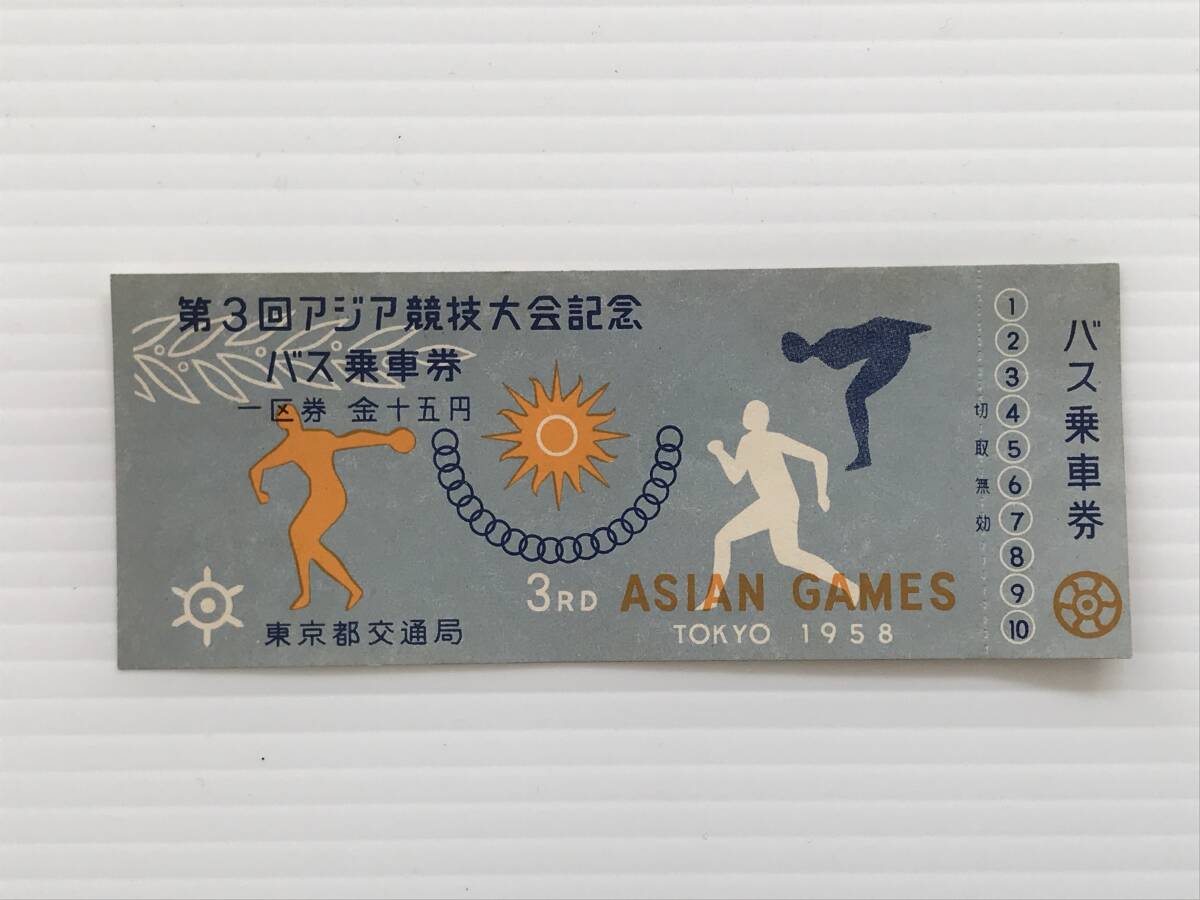 第3回アジア競技大会記念
バス乗車券
一区券 金十五円
東京都交通局
3RD ASIAN GAMES
TOKYO 1958
切取無効
1
2
3
4
5
6
7
8
9
10
バス乗車券